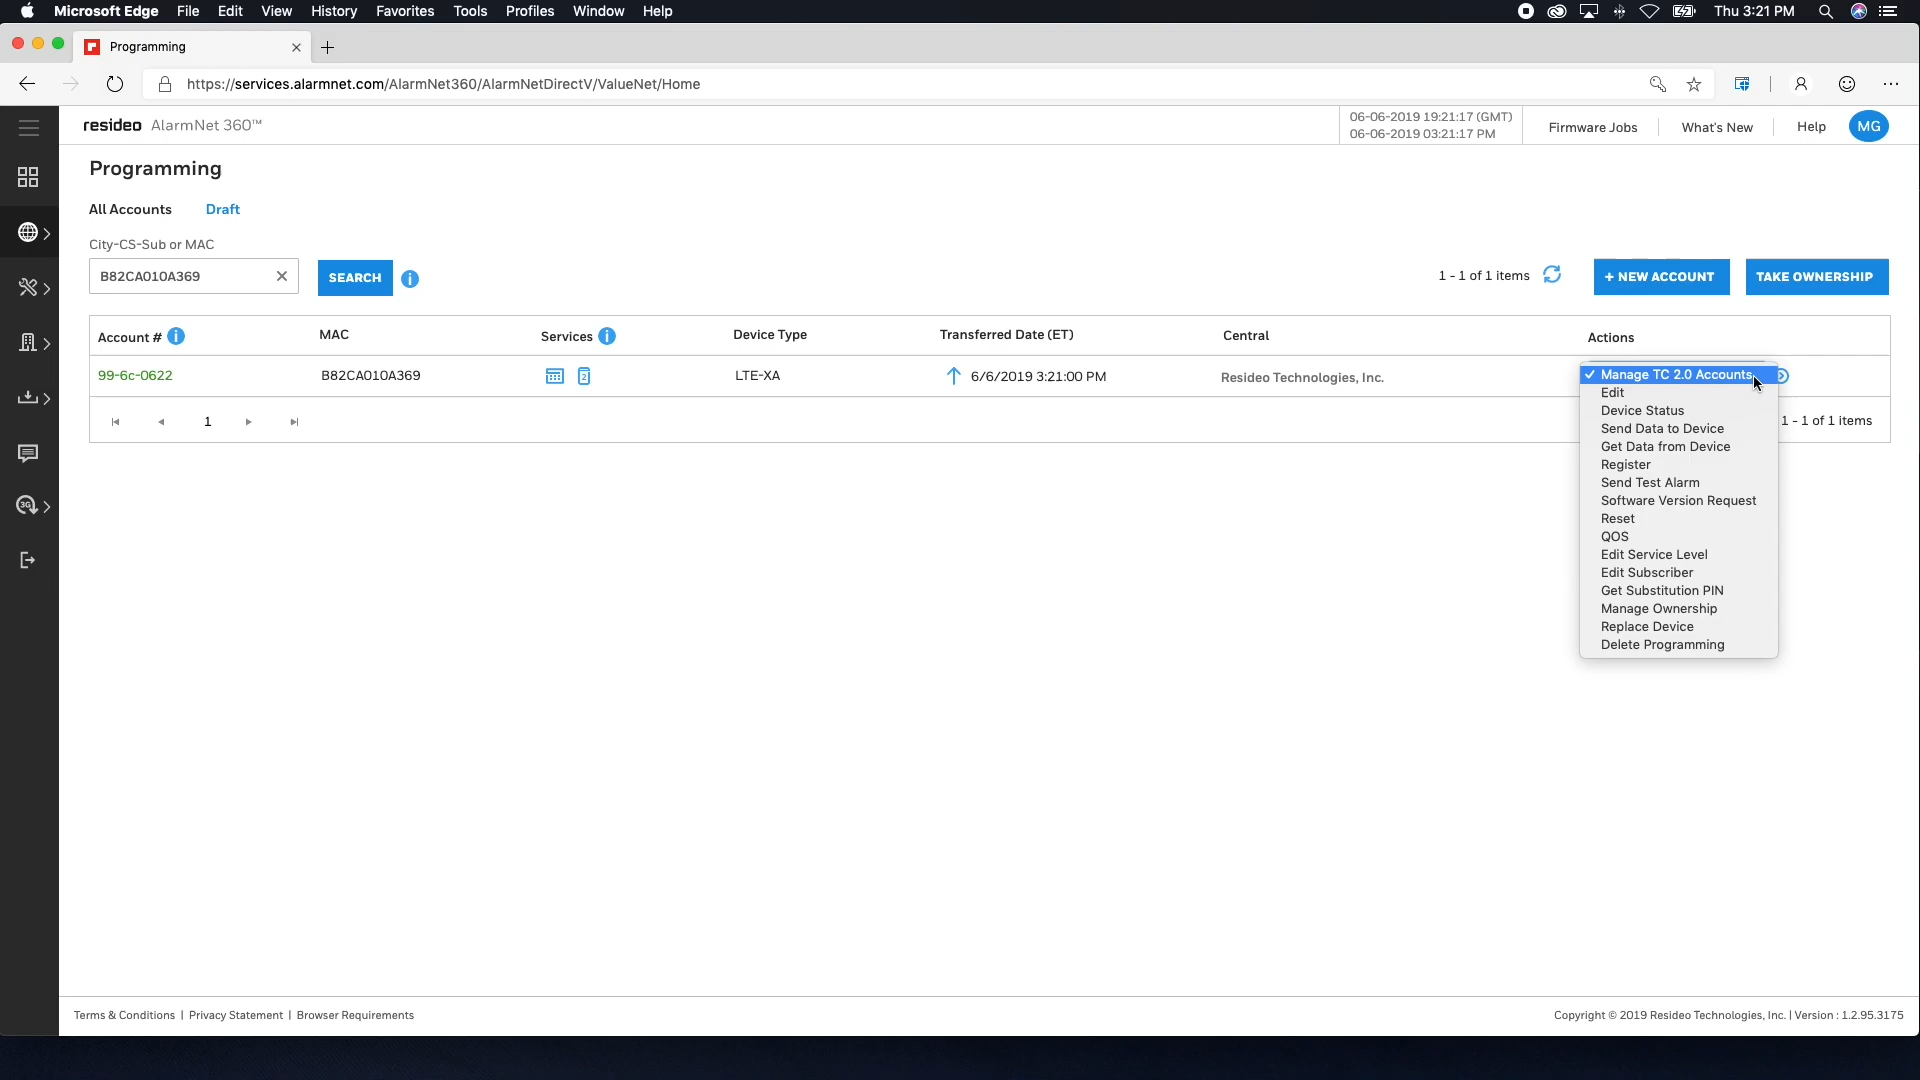 Microsoft Edge File Edit View History Favorites Tools Profiles Window Help Thu 3:21 PM
Programming
https://services.alarmnet.com/AlarmNet360/AlarmNetDirectV/ValueNet/Home
resideo AlarmNet 360™ 06-06-2019 19:21:17 (GMT) Firmware Jobs What's New Help MG
06-06-2019 03:21:17 PM
Programming
All Accounts Draft
City-CS-Sub or MAC
B82CA010A369 SEARCH 1 - 1 of 1 items + NEW ACCOUNT TAKE OWNERSHIP
Account # MAC Services Device Type Transferred Date (ET) Central Actions
99-6c-0622 B82CA010A369 LTE-XA 6/6/2019 3:21:00 PM Resideo Technologies, Inc. Manage TC 2.0 Accounts
1 1 - 1 of 1 items
Edit
Device Status
Send Data to Device
Get Data from Device
Register
Send Test Alarm
Software Version Request
Reset
QOS
Edit Service Level
Edit Subscriber
Get Substitution PIN
Manage Ownership
Replace Device
Delete Programming
3G
Terms & Conditions | Privacy Statement | Browser Requirements Copyright © 2019 Resideo Technologies, Inc. | Version : 1.2.95.3175